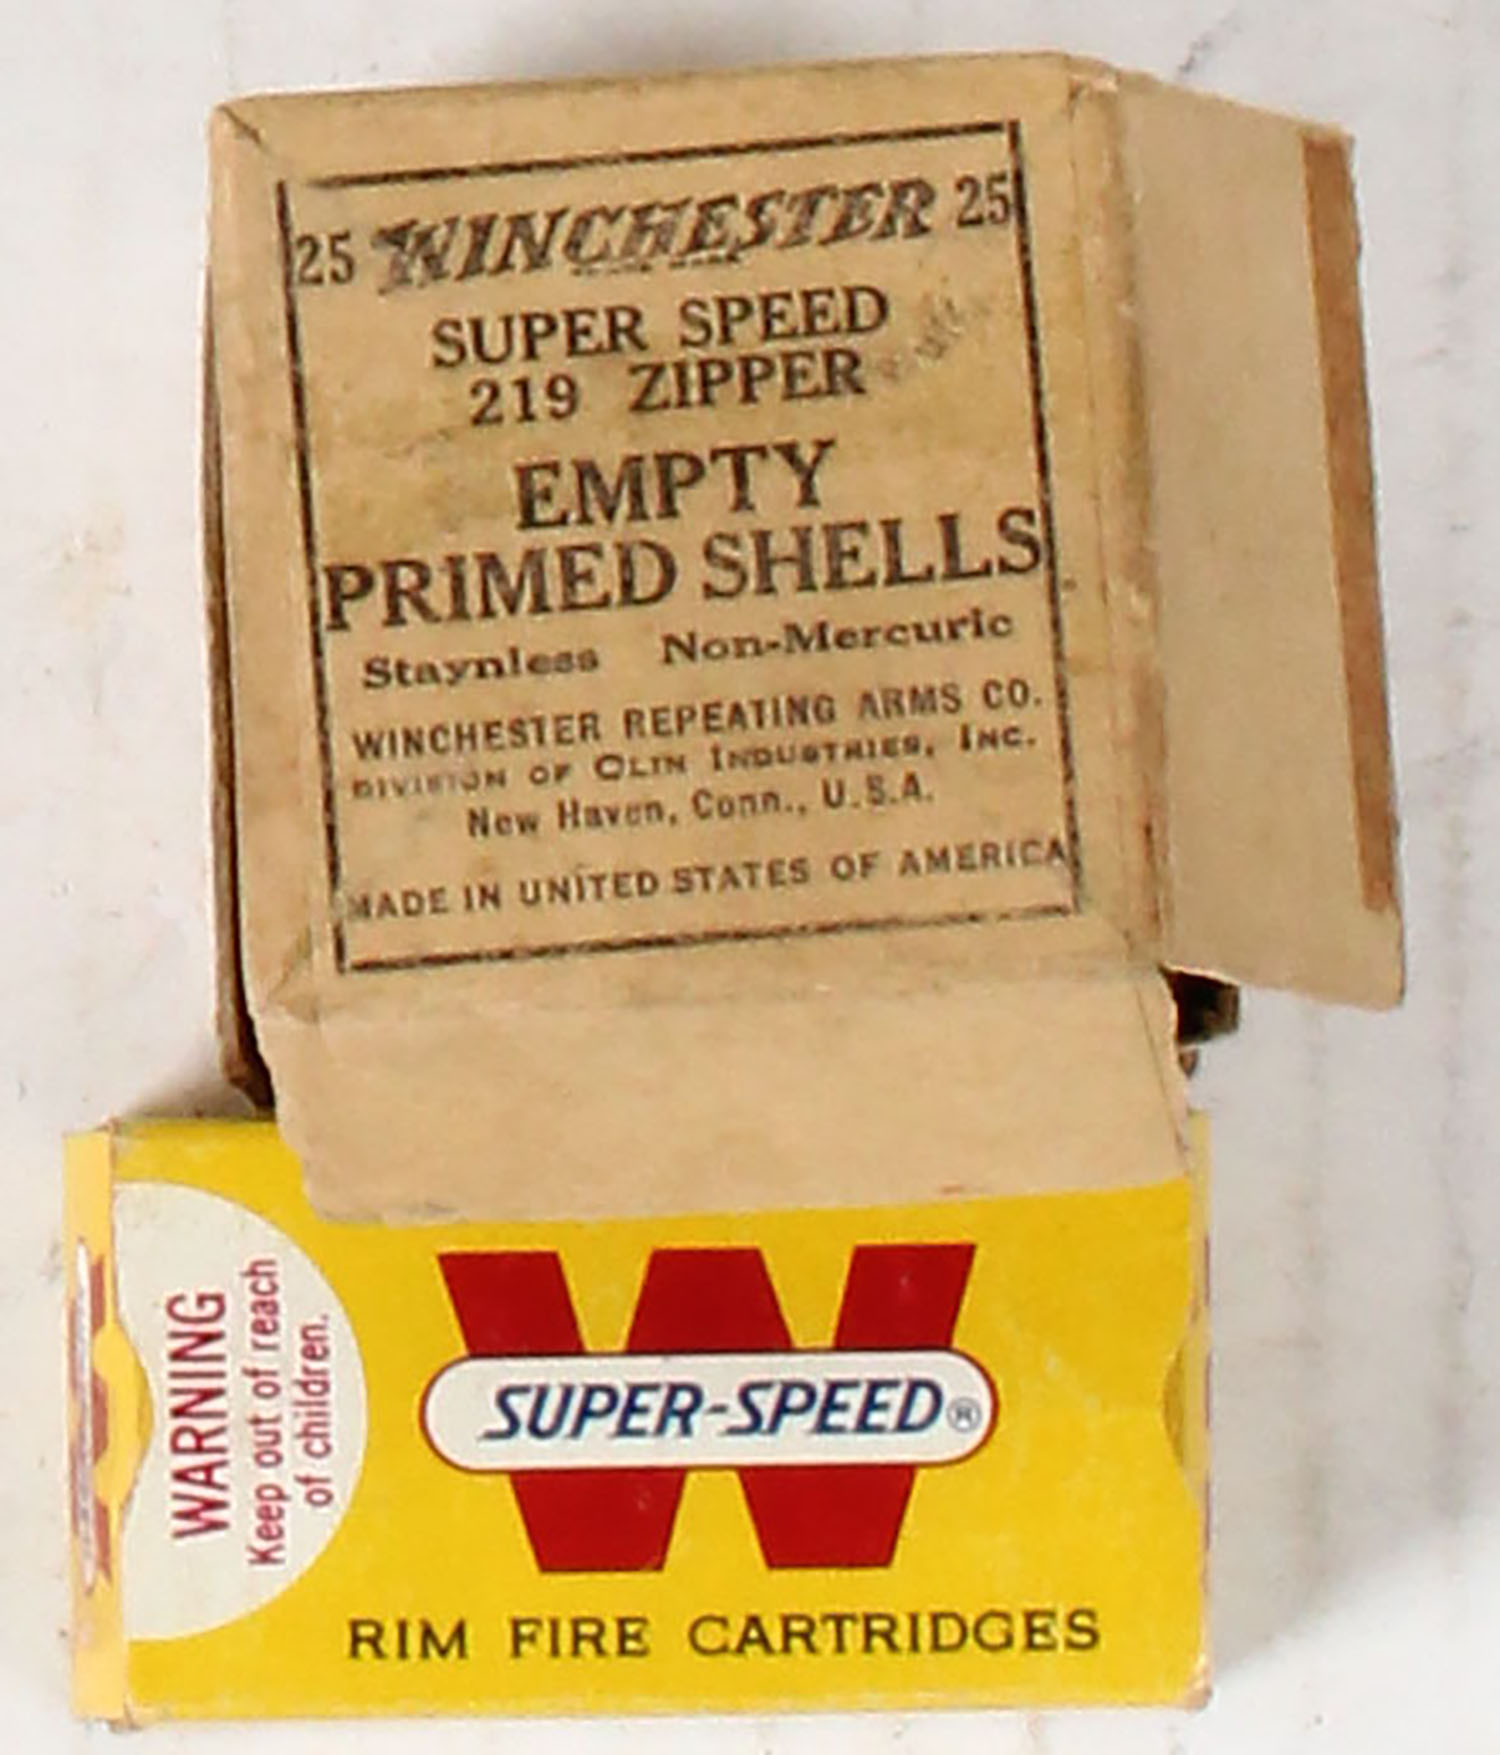 25 WINCHESTER 25
SUPER SPEED
219 ZIPPER
EMPTY
PRIMED SHELLS
Staynless Non-Mercuric
WINCHESTER REPEATING ARMS CO.
DIVISION OF OLIN INDUSTRIES, INC.
New Haven, Conn., U.S.A.
MADE IN UNITED STATES OF AMERICA
WARNING
Keep out of reach
of children.
W
SUPER-SPEED®
RIM FIRE CARTRIDGES